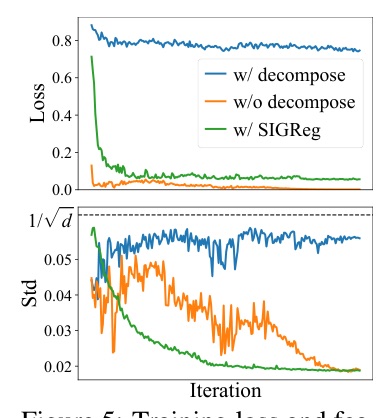 0.8
0.6
0.4
0.2
0.0
Loss
w/ decompose
w/o decompose
w/ SIGReg
1/√d
0.05
0.04
0.03
0.02
Std
Iteration
Figure 5: Training loss and fea-